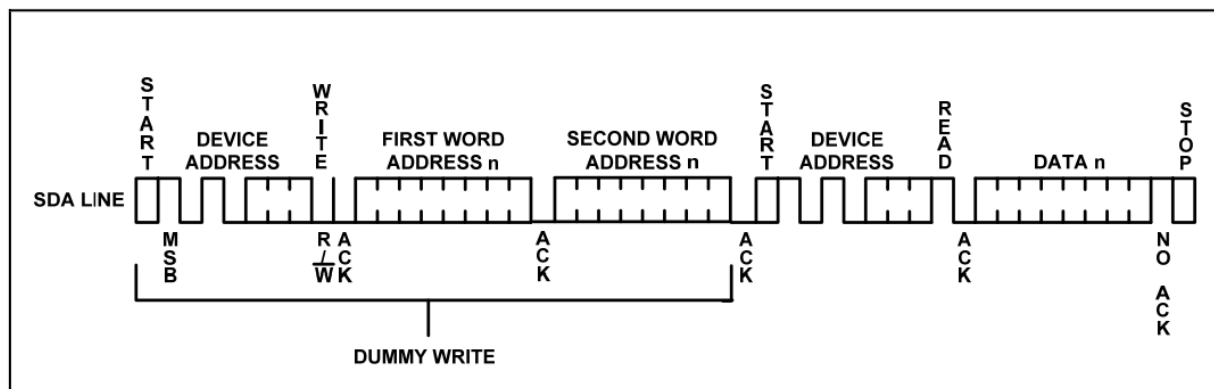 START
WRITE
START
READ
STOP
DEVICE
ADDRESS
FIRST WORD
ADDRESS n
SECOND WORD
ADDRESS n
DEVICE
ADDRESS
DATA n
SDA LINE
MSB
R/W
ACK
ACK
ACK
ACK
NO ACK
DUMMY WRITE